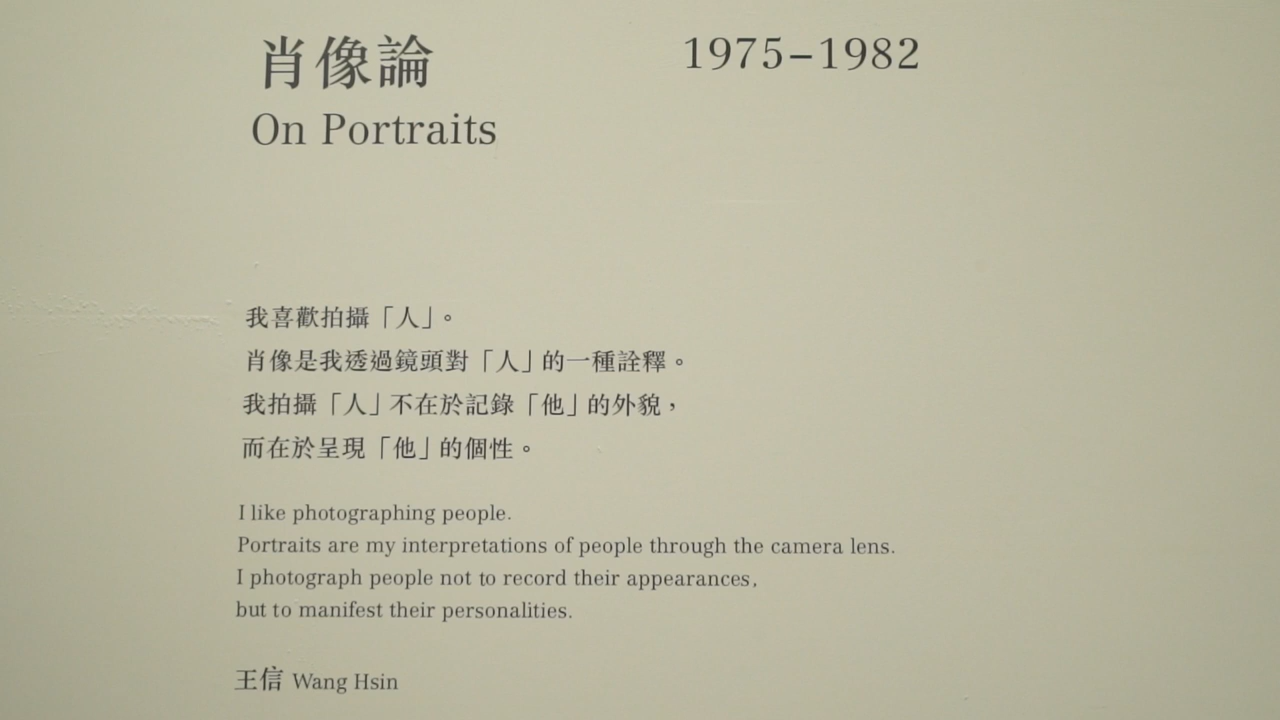 肖像論
1975–1982
On Portraits
我喜歡拍攝「人」。
肖像是我透過鏡頭對「人」的一種詮釋。
我拍攝「人」不在於記錄「他」的外貌，
而在於呈現「他」的個性。
I like photographing people.
Portraits are my interpretations of people through the camera lens.
I photograph people not to record their appearances,
but to manifest their personalities.
王信 Wang Hsin